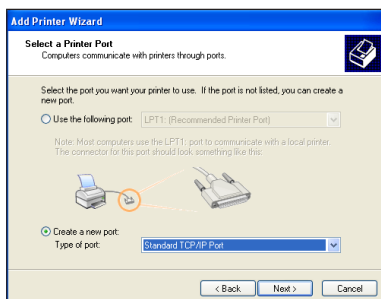 Add Printer Wizard
Select a Printer Port
Computers communicate with printers through ports.
Select the port you want your printer to use. If the port is not listed, you can create a
new port.
Use the following port: LPT1: (Recommended Printer Port)
Note: Most computers use the LPT1: port to communicate with a local printer.
The connector for this port should look something like this:
Create a new port:
Type of port: Standard TCP/IP Port
< Back Next > Cancel